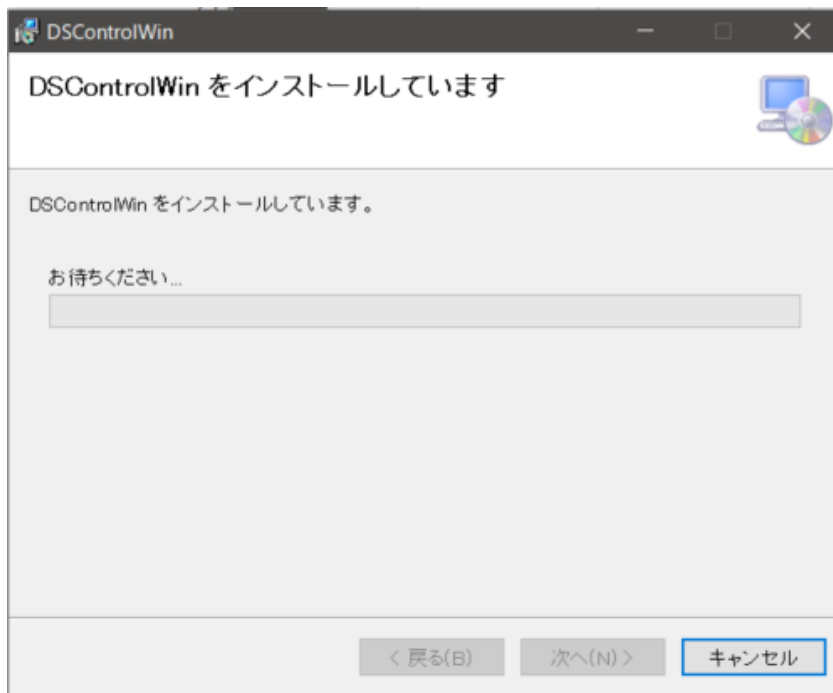 DSControlWin
DSControlWin をインストールしています
DSControlWin をインストールしています。
お待ちください...
< 戻る(B)
次へ(N) >
キャンセル